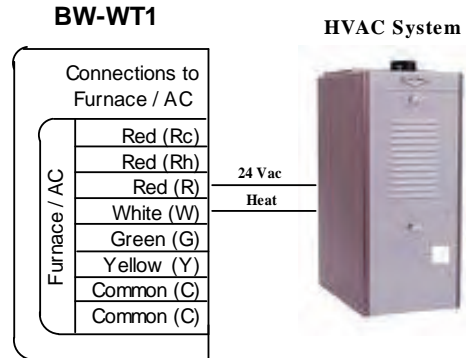 BW-WT1
HVAC System
Connections to
Furnace / AC
Furnace / AC
Red (Rc)
Red (Rh)
Red (R)
White (W)
Green (G)
Yellow (Y)
Common (C)
Common (C)
24 Vac
Heat